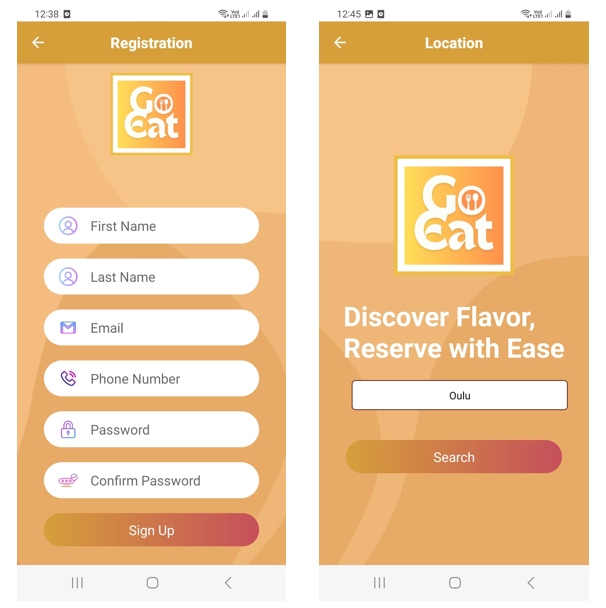 12:38
Registration
Go
Eat
First Name
Last Name
Email
Phone Number
Password
Confirm Password
Sign Up
12:45
Location
Go
Eat
Discover Flavor,
Reserve with Ease
Oulu
Search